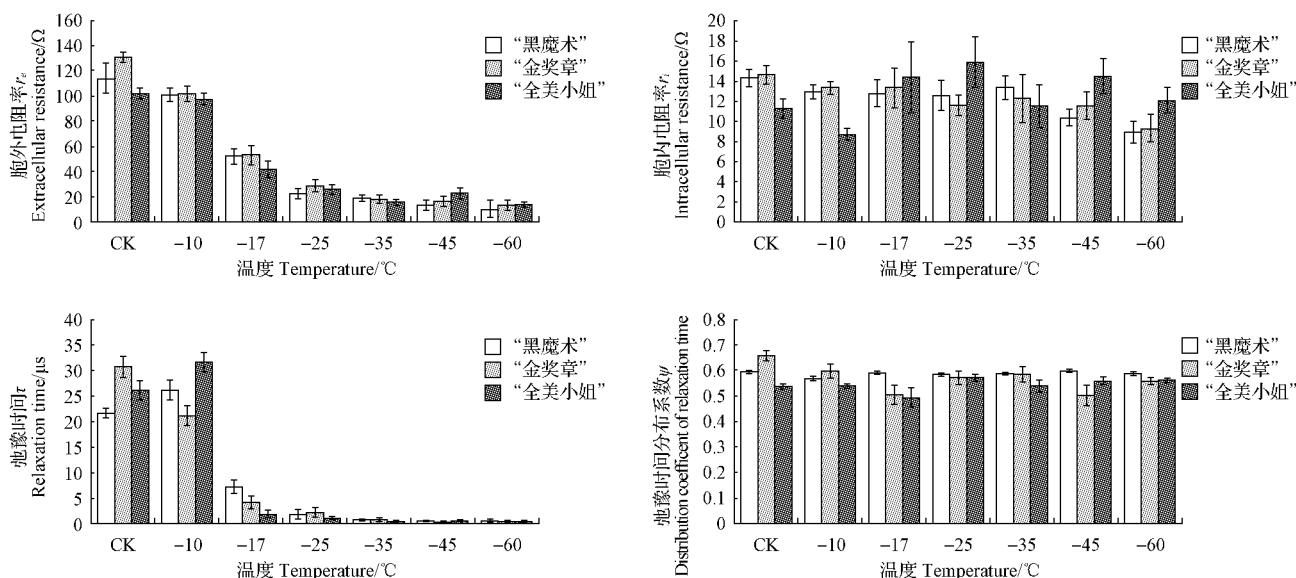 胞外电阻率rₑ
Extracellular resistance/Ω
160
140
120
100
80
60
40
20
0
CK
−10
−17
−25
−35
−45
−60
温度 Temperature/℃
“黑魔术”
“金奖章”
“全美小姐”
胞内电阻率rᵢ
Intracellular resistance/Ω
20
18
16
14
12
10
8
6
4
2
0
CK
−10
−17
−25
−35
−45
−60
温度 Temperature/℃
“黑魔术”
“金奖章”
“全美小姐”
弛豫时间τ
Relaxation time/μs
40
35
30
25
20
15
10
5
0
CK
−10
−17
−25
−35
−45
−60
温度 Temperature/℃
“黑魔术”
“金奖章”
“全美小姐”
弛豫时间分布系数ψ
Distribution coefficent of relaxation time
0.8
0.7
0.6
0.5
0.4
0.3
0.2
0.1
0
CK
−10
−17
−25
−35
−45
−60
温度 Temperature/℃
“黑魔术”
“金奖章”
“全美小姐”